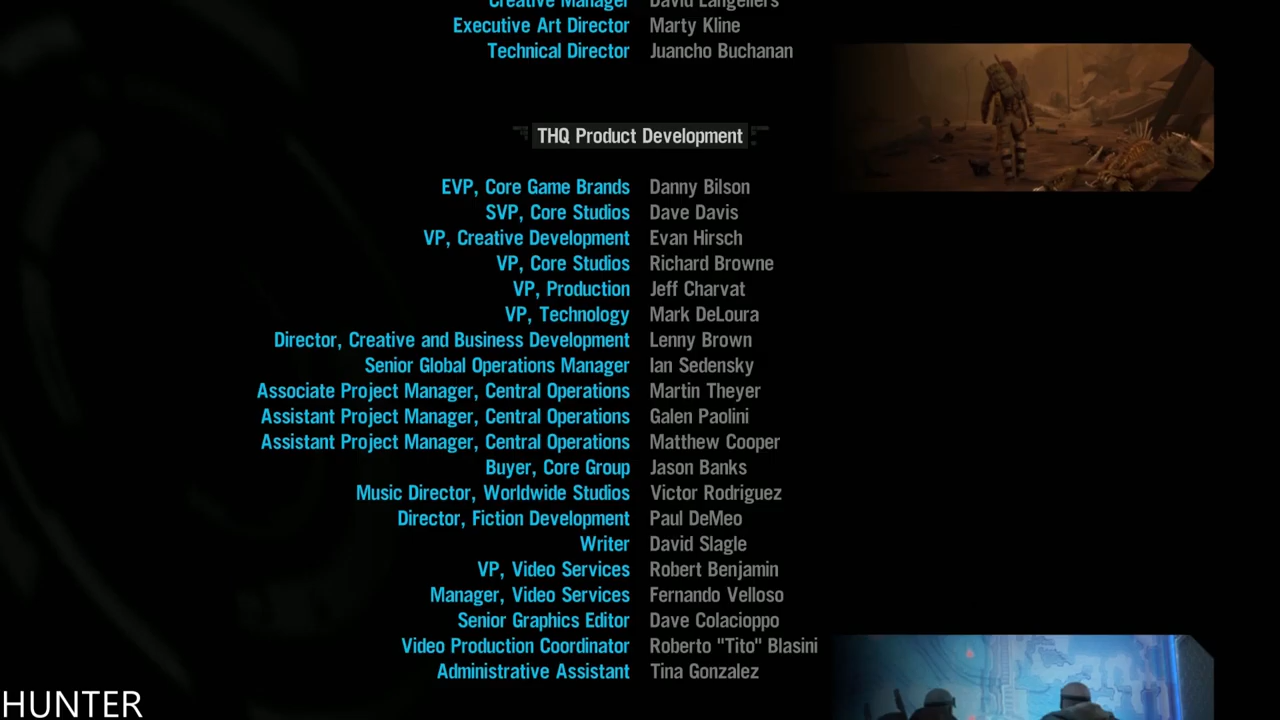 Creative Manager David Langeliers
Executive Art Director Marty Kline
Technical Director Juancho Buchanan
THQ Product Development
EVP, Core Game Brands Danny Bilson
SVP, Core Studios Dave Davis
VP, Creative Development Evan Hirsch
VP, Core Studios Richard Browne
VP, Production Jeff Charvat
VP, Technology Mark DeLoura
Director, Creative and Business Development Lenny Brown
Senior Global Operations Manager Ian Sedensky
Associate Project Manager, Central Operations Martin Theyer
Assistant Project Manager, Central Operations Galen Paolini
Assistant Project Manager, Central Operations Matthew Cooper
Buyer, Core Group Jason Banks
Music Director, Worldwide Studios Victor Rodriguez
Director, Fiction Development Paul DeMeo
Writer David Slagle
VP, Video Services Robert Benjamin
Manager, Video Services Fernando Velloso
Senior Graphics Editor Dave Colacioppo
Video Production Coordinator Roberto "Tito" Blasini
Administrative Assistant Tina Gonzalez
HUNTER